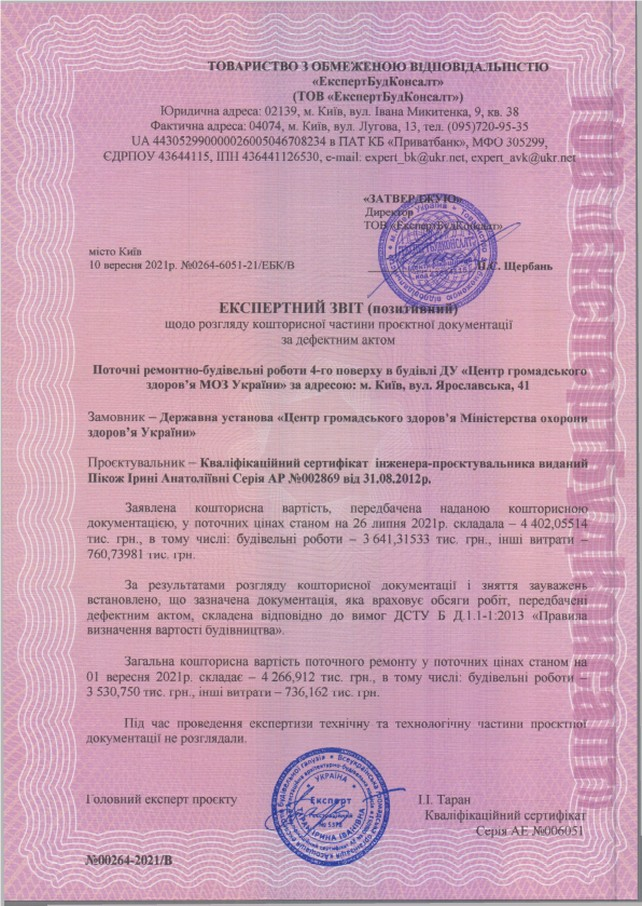 ТОВАРИСТВО З ОБМЕЖЕНОЮ ВІДПОВІДАЛЬНІСТЮ
«ЕкспертБудКонсалт»
(ТОВ «ЕкспертБудКонсалт»)
Юридична адреса: 02139, м. Київ, вул. Івана Микитенка, 9, кв. 38
Фактична адреса: 04074, м. Київ, вул. Лугова, 13, тел. (095)720-95-35
UA 443052990000026005046708234 в ПАТ КБ «Приватбанк», МФО 305299,
ЄДРПОУ 43644115, ІПН 436441126530, e-mail: expert_bk@ukr.net, expert_avk@ukr.net
«ЗАТВЕРДЖУЮ»
Директор
ТОВ «ЕкспертБудКонсалт»
місто Київ
10 вересня 2021р. №0264-6051-21/ЕБК/В
П.С. Щербань
ЕКСПЕРТНИЙ ЗВІТ (позитивний)
щодо розгляду кошторисної частини проєктної документації
за дефектним актом
Поточні ремонтно-будівельні роботи 4-го поверху в будівлі ДУ «Центр громадського
здоров'я МОЗ України» за адресою: м. Київ, вул. Ярославська, 41
Замовник – Державна установа «Центр громадського здоров'я Міністерства охорони
здоров'я України»
Проєктувальник – Кваліфікаційний сертифікат інженера-проєктувальника виданий
Пікож Ірині Анатоліївні Серія АР №002869 від 31.08.2012р.
Заявлена кошторисна вартість, передбачена наданою кошторисною
документацією, у поточних цінах станом на 26 липня 2021р. складала – 4 402,05514
тис. грн., в тому числі: будівельні роботи – 3 641,31533 тис. грн., інші витрати –
760,73981 тис. грн.
За результатами розгляду кошторисної документації і зняття зауважень
встановлено, що зазначена документація, яка враховує обсяги робіт, передбачені
дефектним актом, складена відповідно до вимог ДСТУ Б Д.1.1-1:2013 «Правила
визначення вартості будівництва».
Загальна кошторисна вартість поточного ремонту у поточних цінах станом на
01 вересня 2021р. складає – 4 266,912 тис. грн., в тому числі: будівельні роботи –
3 530,750 тис. грн., інші витрати – 736,162 тис. грн.
Під час проведення експертизи технічну та технологічну частини проєктної
документації не розглядали.
Головний експерт проєкту
І.І. Таран
Кваліфікаційний сертифікат
Серія АЕ №006051
УКРАЇНА
Експерт
№00264-2021/В
ТОВ «ЕкспертБудКонсалт»